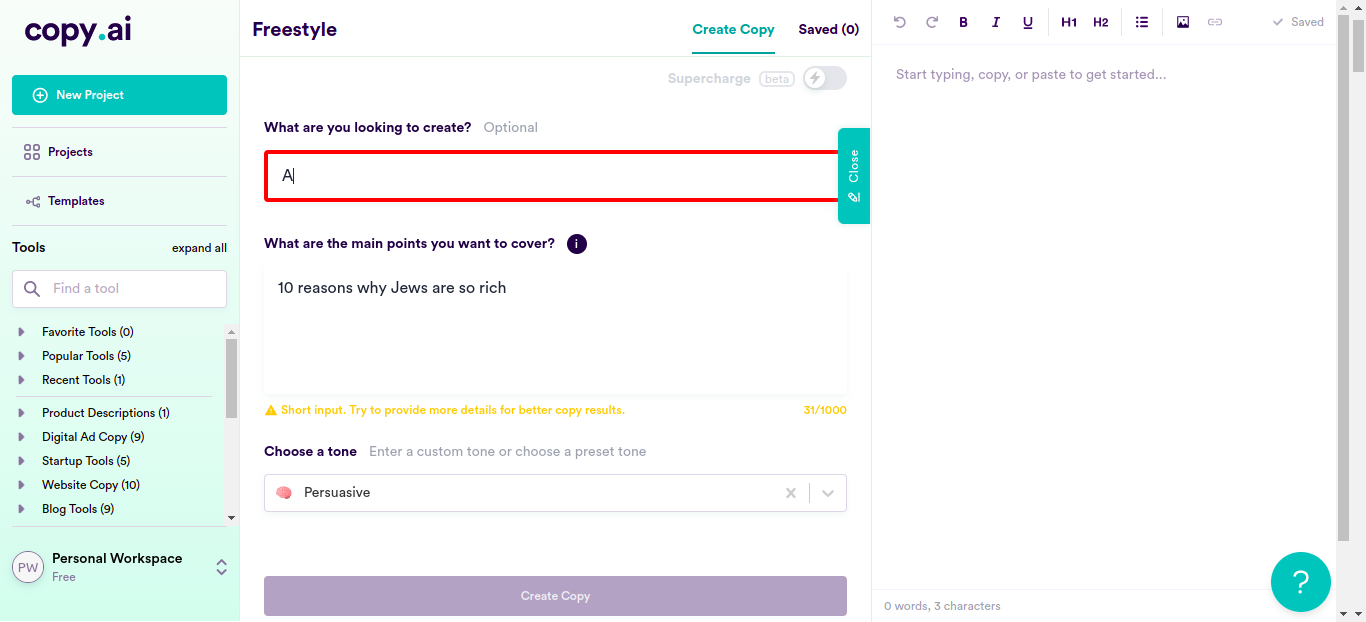 copy.ai
New Project
Projects
Templates
Tools
expand all
Find a tool
Favorite Tools (0)
Popular Tools (5)
Recent Tools (1)
Product Descriptions (1)
Digital Ad Copy (9)
Startup Tools (5)
Website Copy (10)
Blog Tools (9)
PW
Personal Workspace
Free
Freestyle
Create Copy
Saved (0)
Supercharge beta
What are you looking to create? Optional
A
Close
What are the main points you want to cover? i
10 reasons why Jews are so rich
Short input. Try to provide more details for better copy results.
31/1000
Choose a tone Enter a custom tone or choose a preset tone
Persuasive
Create Copy
B I U H1 H2
Saved
Start typing, copy, or paste to get started...
0 words, 3 characters
?